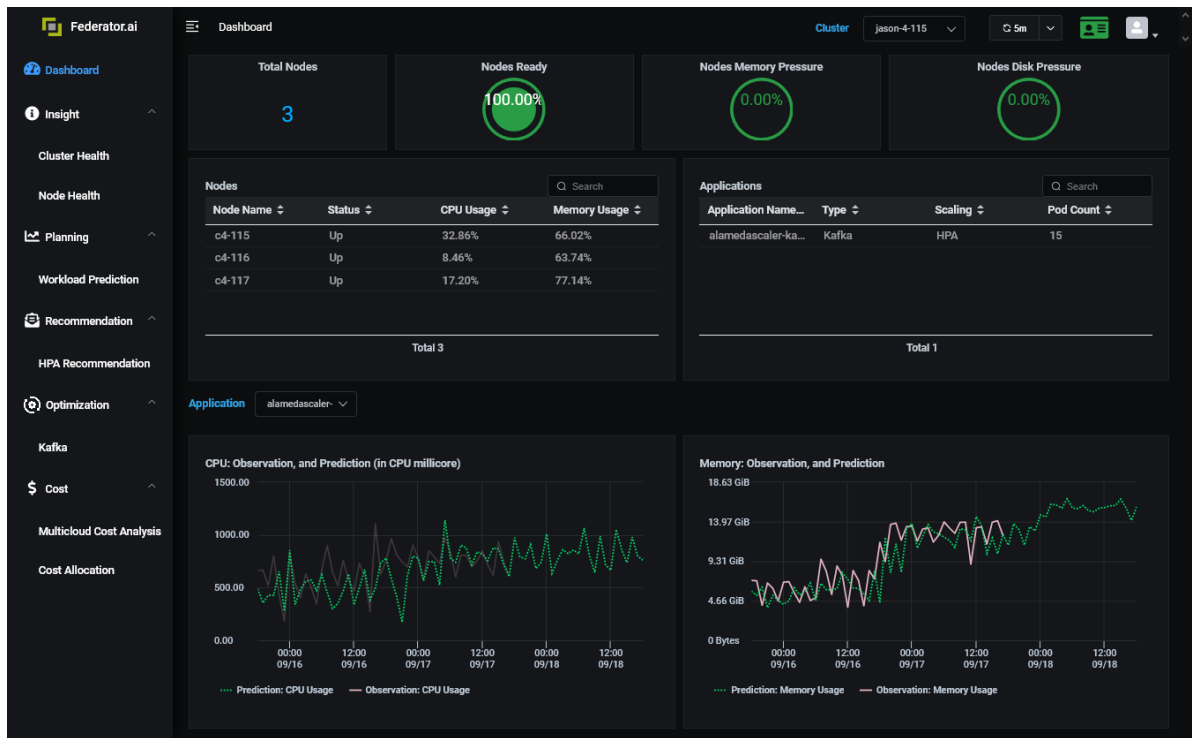 Federator.ai
Dashboard
Cluster
jason-4-115
5m
Dashboard
Insight
Cluster Health
Node Health
Planning
Workload Prediction
Recommendation
HPA Recommendation
Optimization
Kafka
Cost
Multicloud Cost Analysis
Cost Allocation
Total Nodes
3
Nodes Ready
100.00%
Nodes Memory Pressure
0.00%
Nodes Disk Pressure
0.00%
Nodes
Search
Node Name Status CPU Usage Memory Usage
c4-115 Up 32.86% 66.02%
c4-116 Up 8.46% 63.74%
c4-117 Up 17.20% 77.14%
Total 3
Applications
Search
Application Name... Type Scaling Pod Count
alamedascaler-ka... Kafka HPA 15
Total 1
Application
alamedascaler-
CPU: Observation, and Prediction (in CPU millicore)
1500.00
1000.00
500.00
0.00
00:00 12:00 00:00 12:00 00:00 12:00
09/16 09/16 09/17 09/17 09/18 09/18
Prediction: CPU Usage Observation: CPU Usage
Memory: Observation, and Prediction
18.63 GiB
13.97 GiB
9.31 GiB
4.66 GiB
0 Bytes
00:00 12:00 00:00 12:00 00:00 12:00
09/16 09/16 09/17 09/17 09/18 09/18
Prediction: Memory Usage Observation: Memory Usage